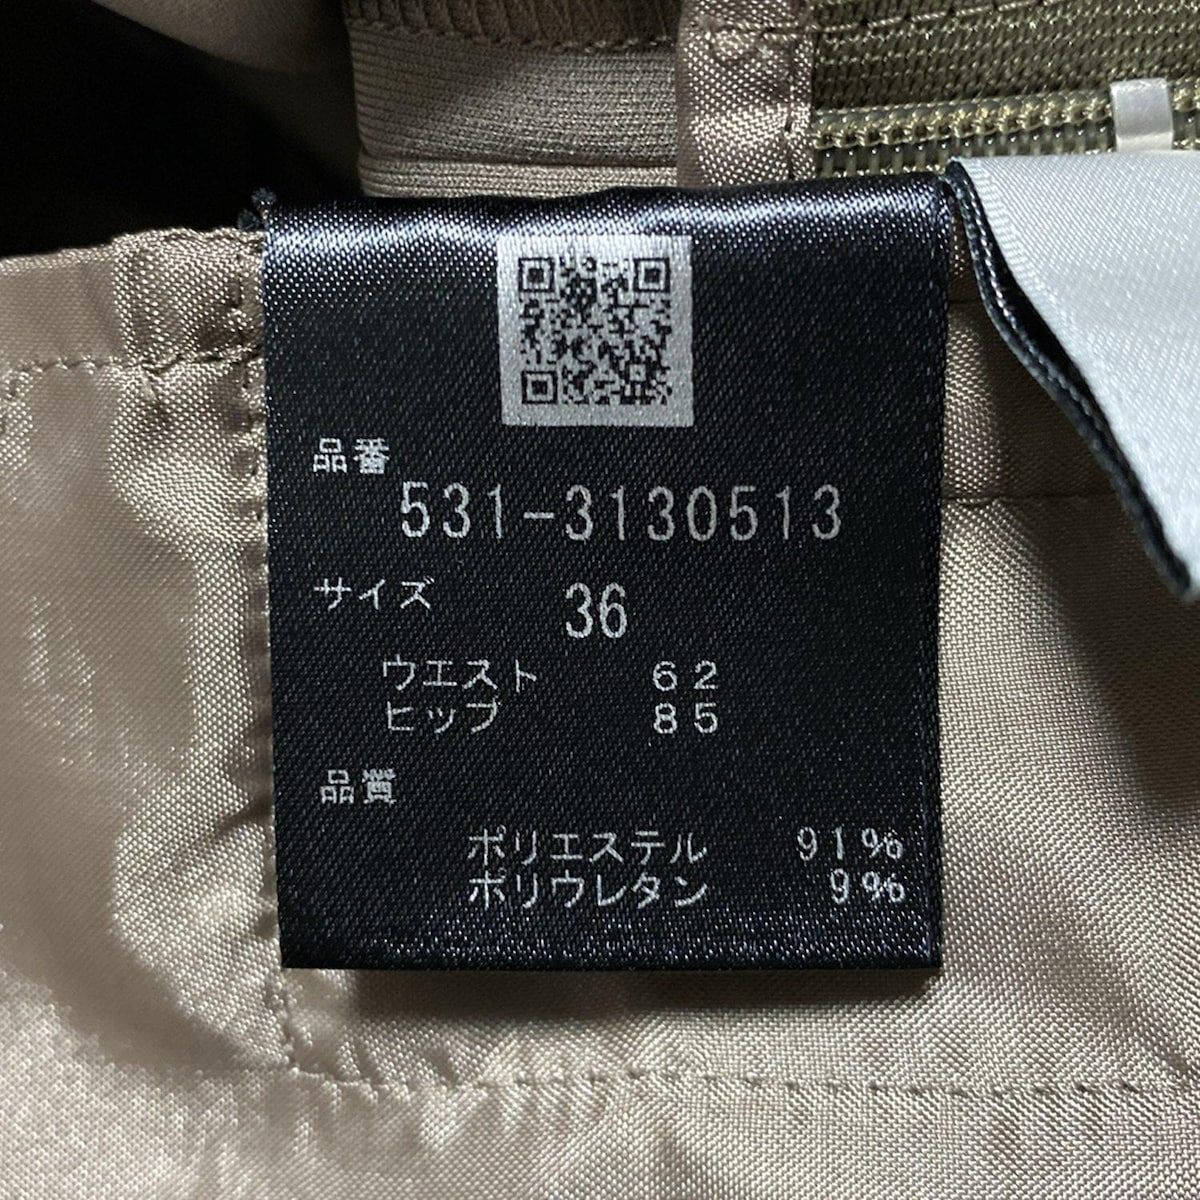 品番
531-3130513
サイズ 36
ウエスト 62
ヒップ 85
品質
ポリエステル 91%
ポリウレタン 9%